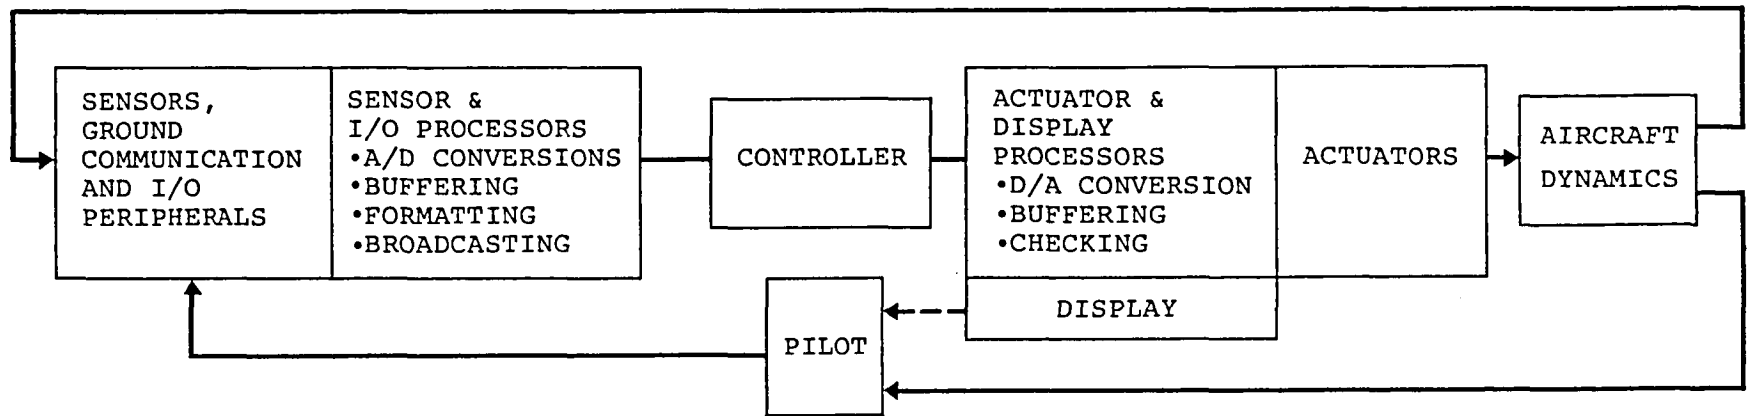 SENSORS,
GROUND
COMMUNICATION
AND I/O
PERIPHERALS
SENSOR &
I/O PROCESSORS
•A/D CONVERSIONS
•BUFFERING
•FORMATTING
•BROADCASTING
CONTROLLER
ACTUATOR &
DISPLAY
PROCESSORS
•D/A CONVERSION
•BUFFERING
•CHECKING
ACTUATORS
AIRCRAFT
DYNAMICS
DISPLAY
PILOT